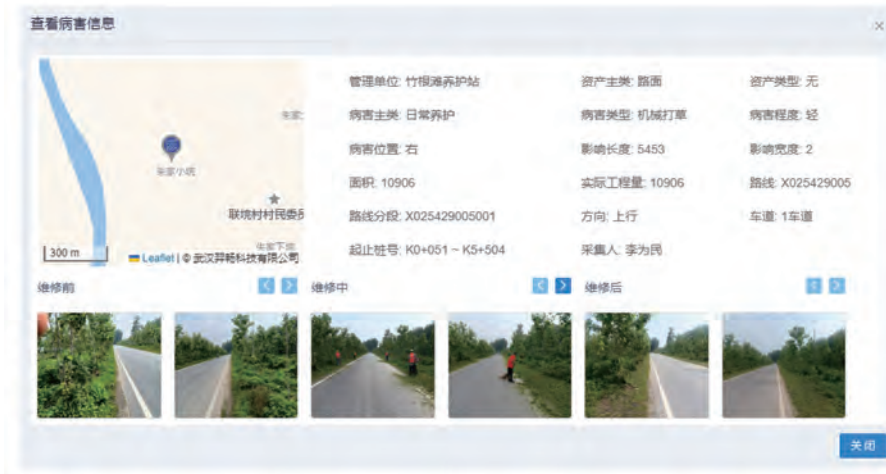 查看病害信息
×
朱家小垸
联垸村村民委员
300 m
Leaflet | © 武汉羿畅科技有限公司
管理单位: 竹根滩养护站 资产主类: 路面 资产类型: 无
病害主类: 日常养护 病害类型: 机械打草 病害程度: 轻
病害位置: 右 影响长度: 5453 影响宽度: 2
面积: 10906 实际工程量: 10906 路线: X025429005
路线分段: X025429005001 方向: 上行 车道: 1车道
起止桩号: K0+051 ~ K5+504 采集人: 李为民
维修前 维修中 维修后
关闭